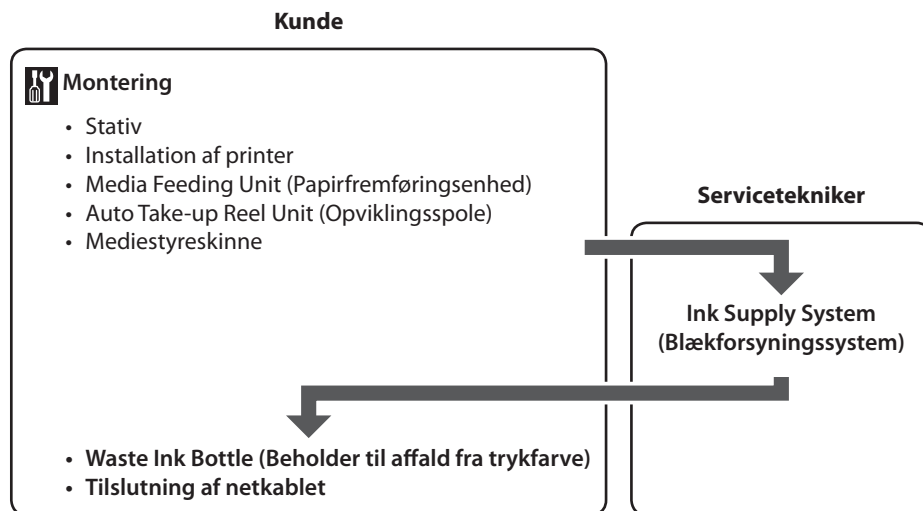 Kunde
Montering
• Stativ
• Installation af printer
• Media Feeding Unit (Papirfremføringsenhed)
• Auto Take-up Reel Unit (Opviklingsspole)
• Mediestyreskinne
Servicetekniker
Ink Supply System
(Blækforsyningssystem)
• Waste Ink Bottle (Beholder til affald fra trykfarve)
• Tilslutning af netkablet